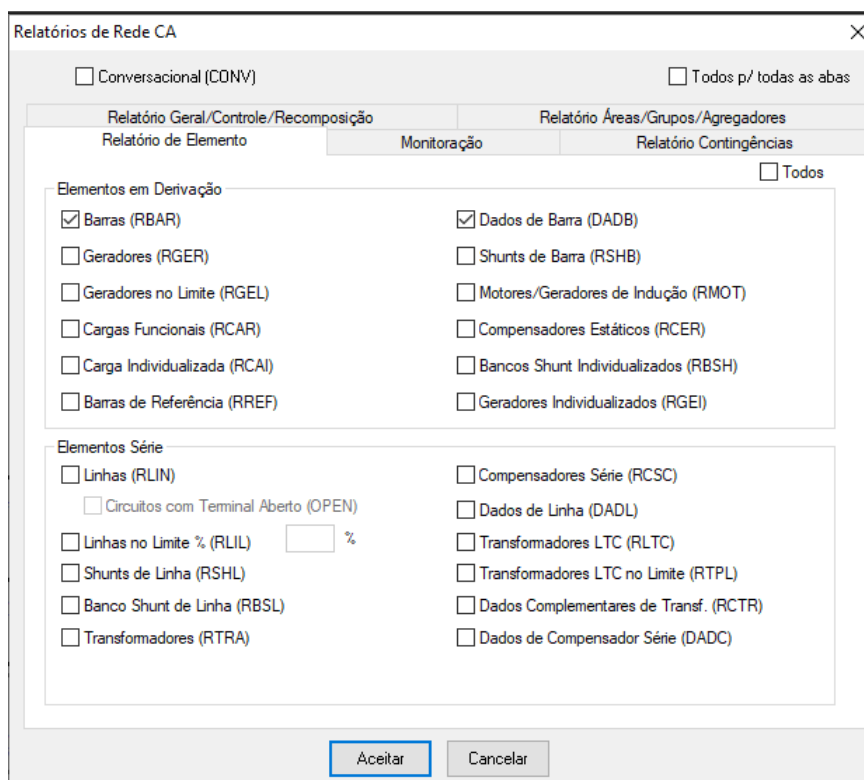 Relatórios de Rede CA
Conversacional (CONV)
Todos p/ todas as abas
Relatório Geral/Controle/Recomposição
Relatório Áreas/Grupos/Agregadores
Relatório de Elemento
Monitoração
Relatório Contingências
Todos
Elementos em Derivação
Barras (RBAR)
Dados de Barra (DADB)
Geradores (RGER)
Shunts de Barra (RSHB)
Geradores no Limite (RGEL)
Motores/Geradores de Indução (RMOT)
Cargas Funcionais (RCAR)
Compensadores Estáticos (RCER)
Carga Individualizada (RCAI)
Bancos Shunt Individualizados (RBSH)
Barras de Referência (RREF)
Geradores Individualizados (RGEI)
Elementos Série
Linhas (RLIN)
Compensadores Série (RCSC)
Circuitos com Terminal Aberto (OPEN)
Dados de Linha (DADL)
Linhas no Limite % (RLIL) %
Transformadores LTC (RLTC)
Shunts de Linha (RSHL)
Transformadores LTC no Limite (RTPL)
Banco Shunt de Linha (RBSL)
Dados Complementares de Transf. (RCTR)
Transformadores (RTRA)
Dados de Compensador Série (DADC)
Aceitar
Cancelar